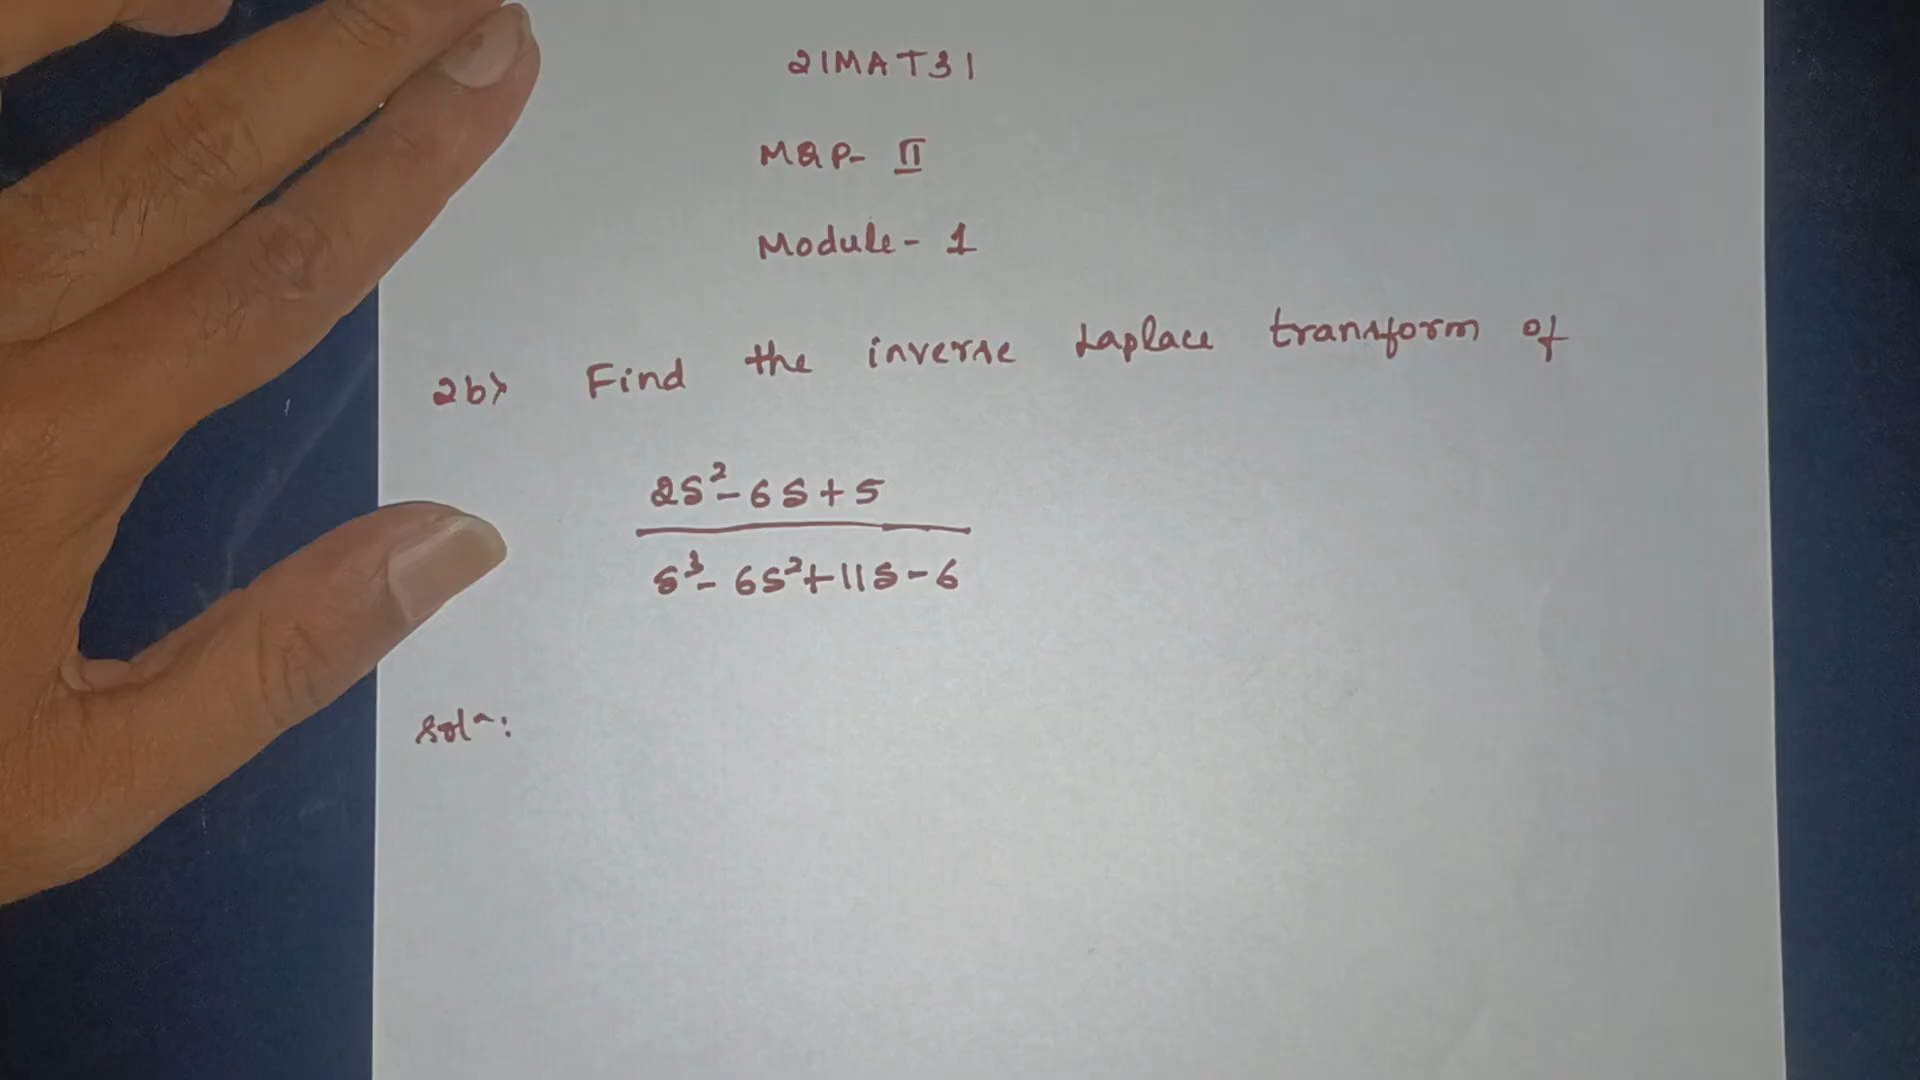 21MAT31
MQP- II
Module - 1
2b> Find the inverse Laplace transform of
2S²-6S+5
S³-6S²+11S-6
Solⁿ: